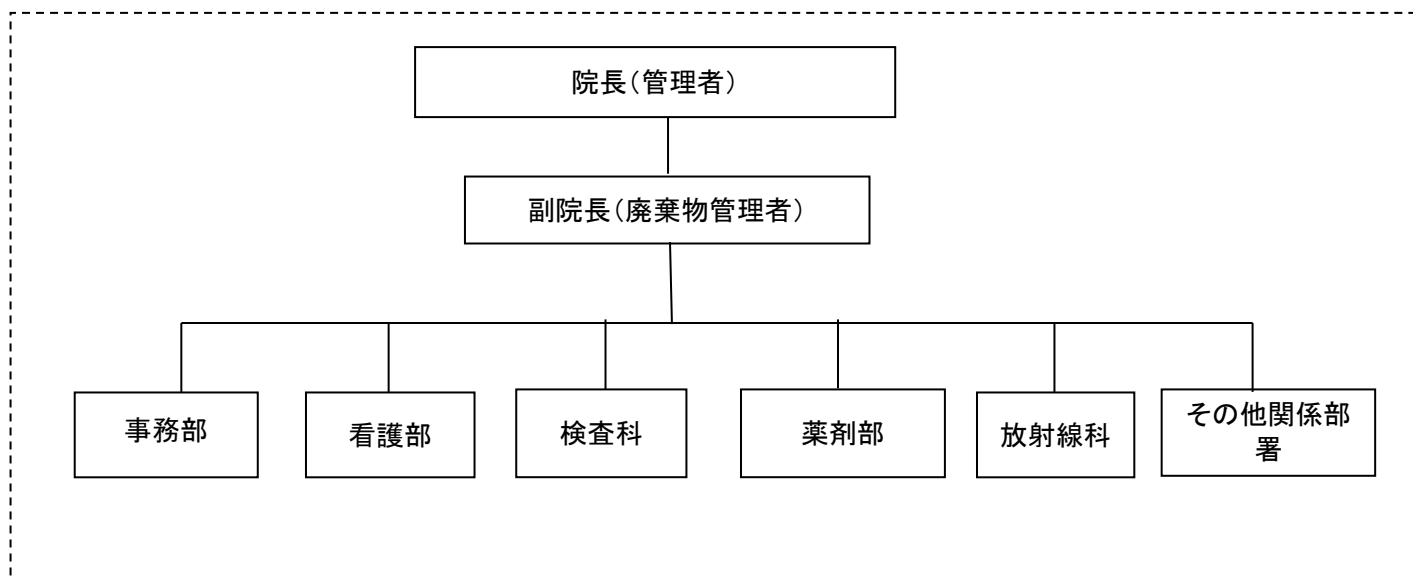 院長（管理者）
副院長（廃棄物管理者）
事務部
看護部
検査科
薬剤部
放射線科
その他関係部
署